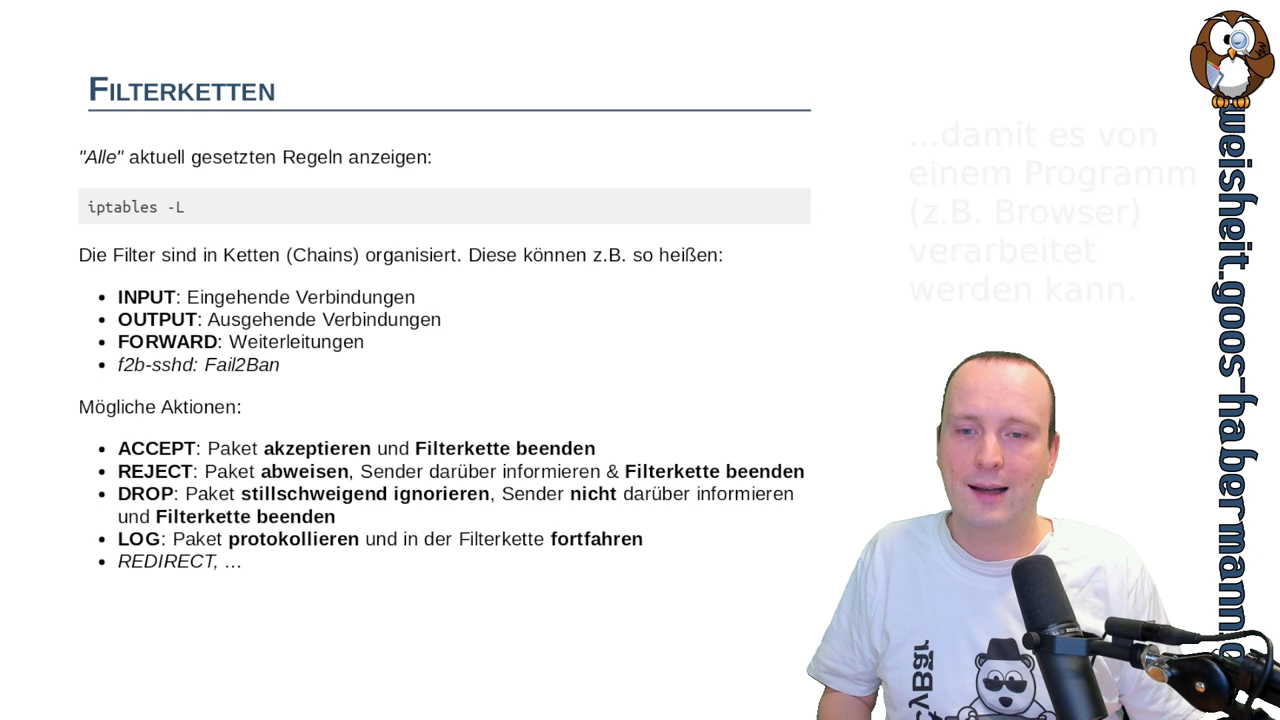 FILTERKETTEN
"Alle" aktuell gesetzten Regeln anzeigen:
iptables -L
Die Filter sind in Ketten (Chains) organisiert. Diese können z.B. so heißen:
• INPUT: Eingehende Verbindungen
• OUTPUT: Ausgehende Verbindungen
• FORWARD: Weiterleitungen
• f2b-sshd: Fail2Ban
Mögliche Aktionen:
• ACCEPT: Paket akzeptieren und Filterkette beenden
• REJECT: Paket abweisen, Sender darüber informieren & Filterkette beenden
• DROP: Paket stillschweigend ignorieren, Sender nicht darüber informieren
und Filterkette beenden
• LOG: Paket protokollieren und in der Filterkette fortfahren
• REDIRECT, …
...damit es von
einem Programm
(z.B. Browser)
verarbeitet
werden kann.
weisheit.goos-habermann.d